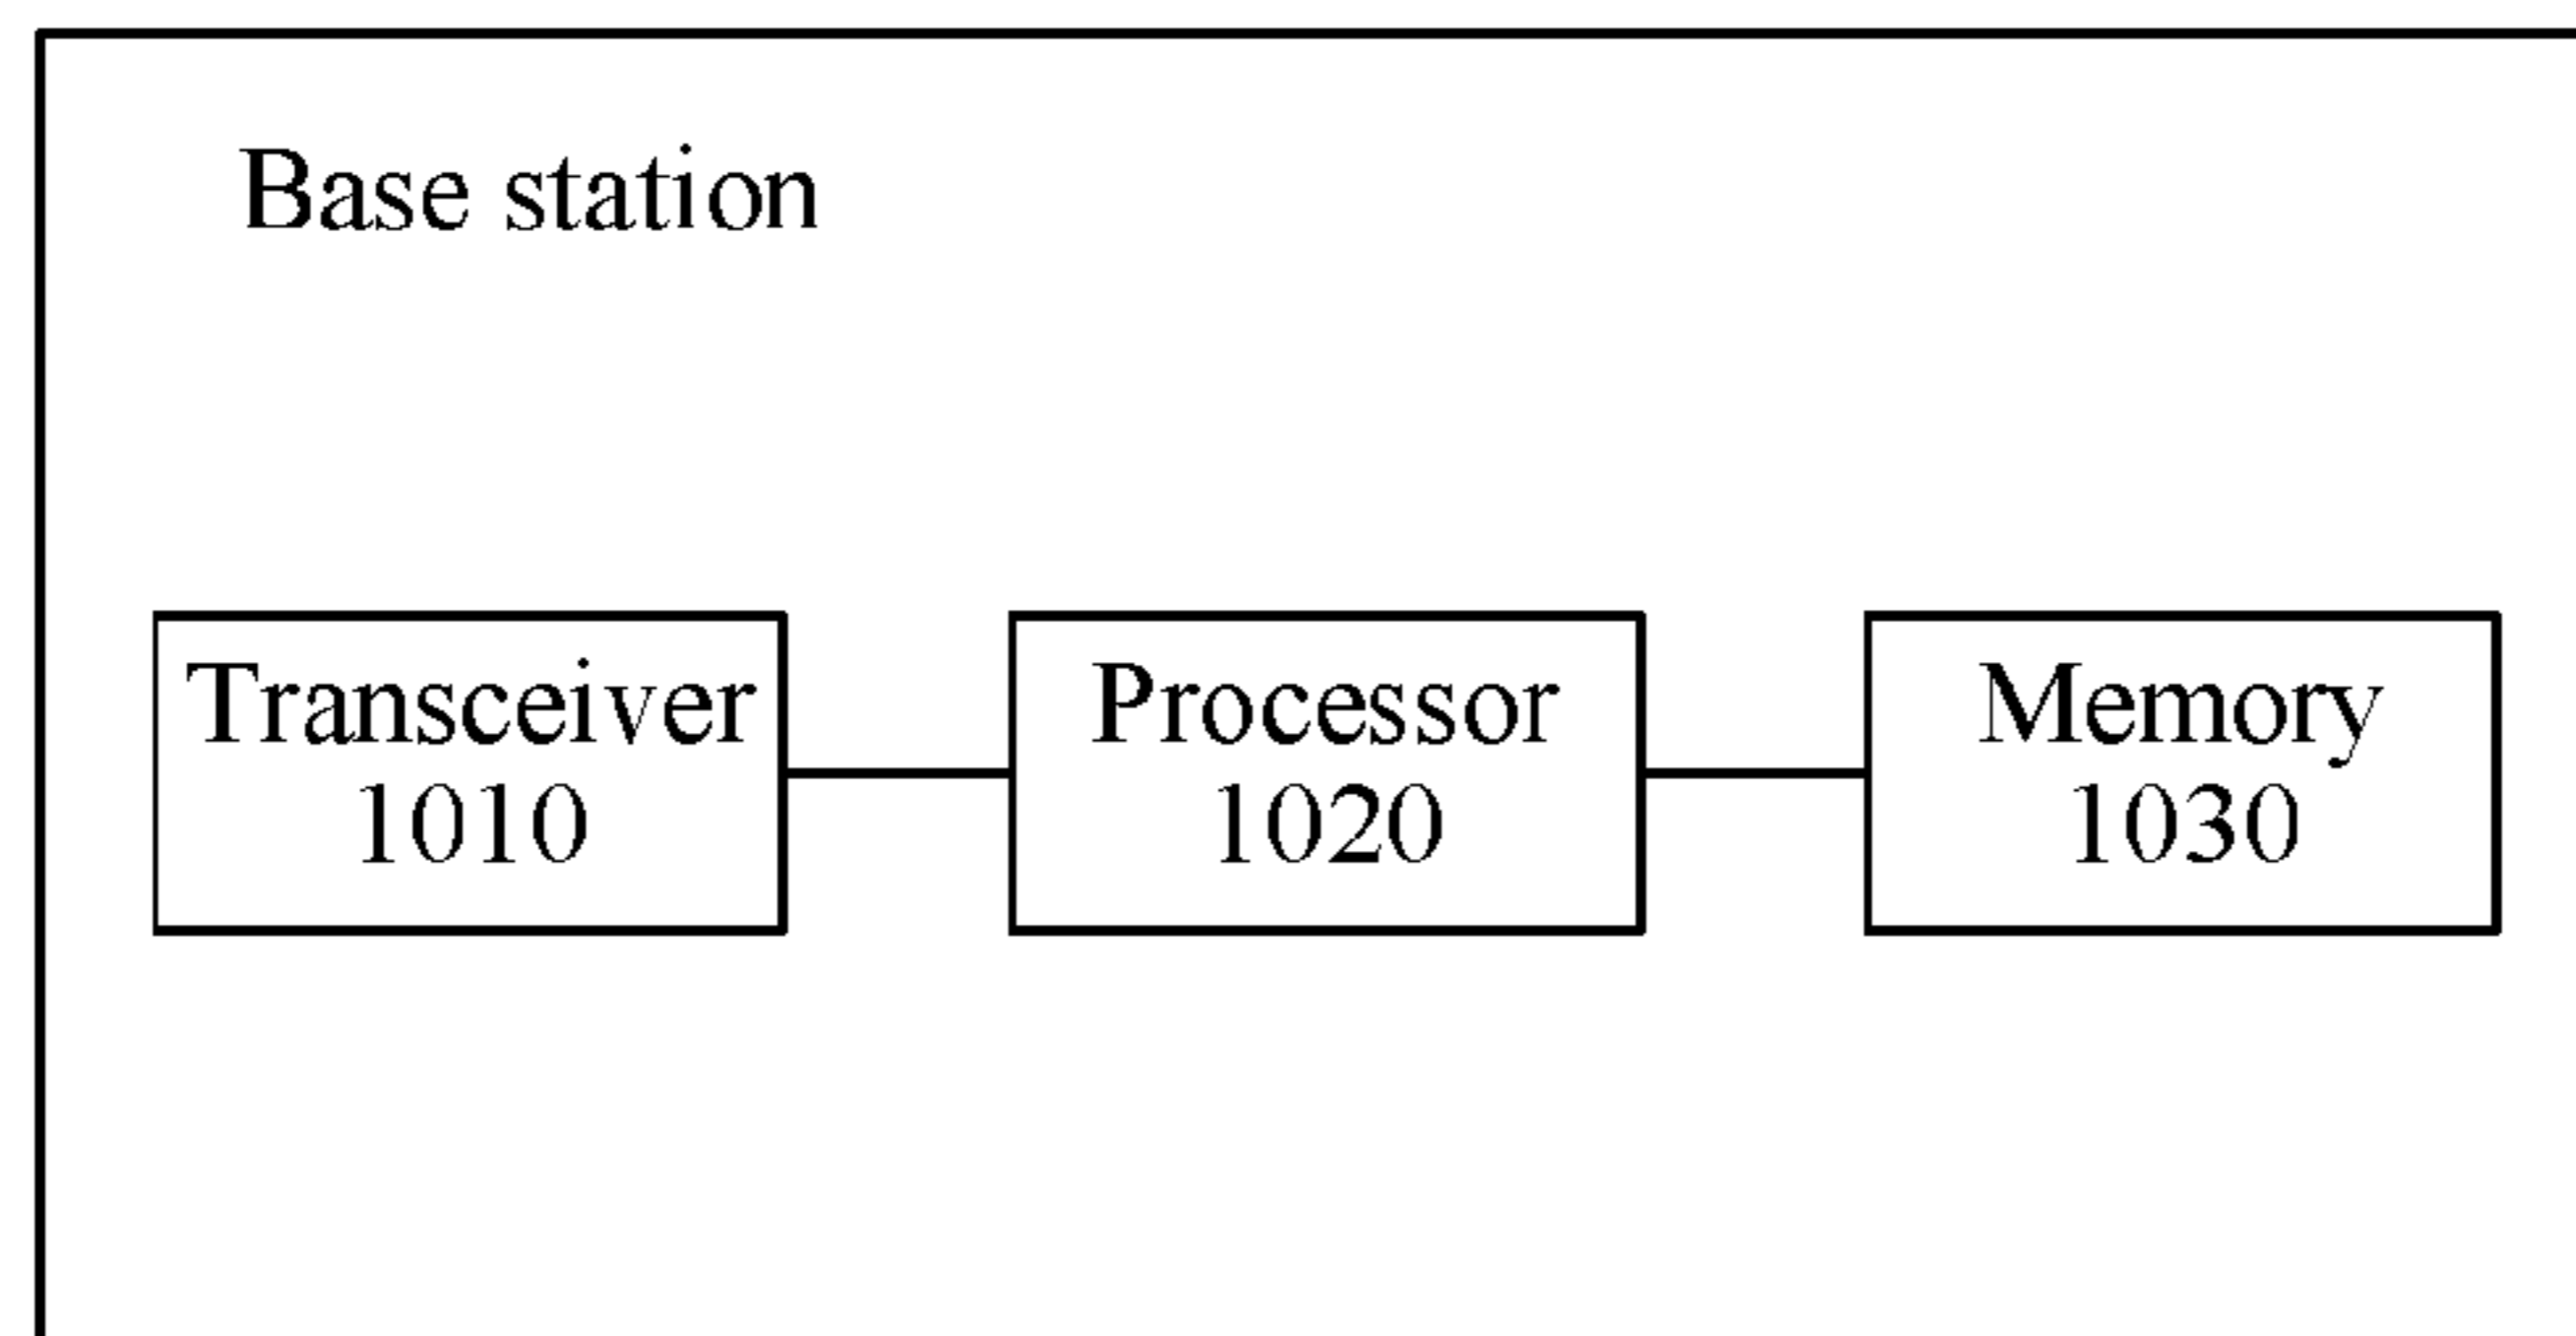 Base station
Transceiver
1010
Processor
1020
Memory
1030